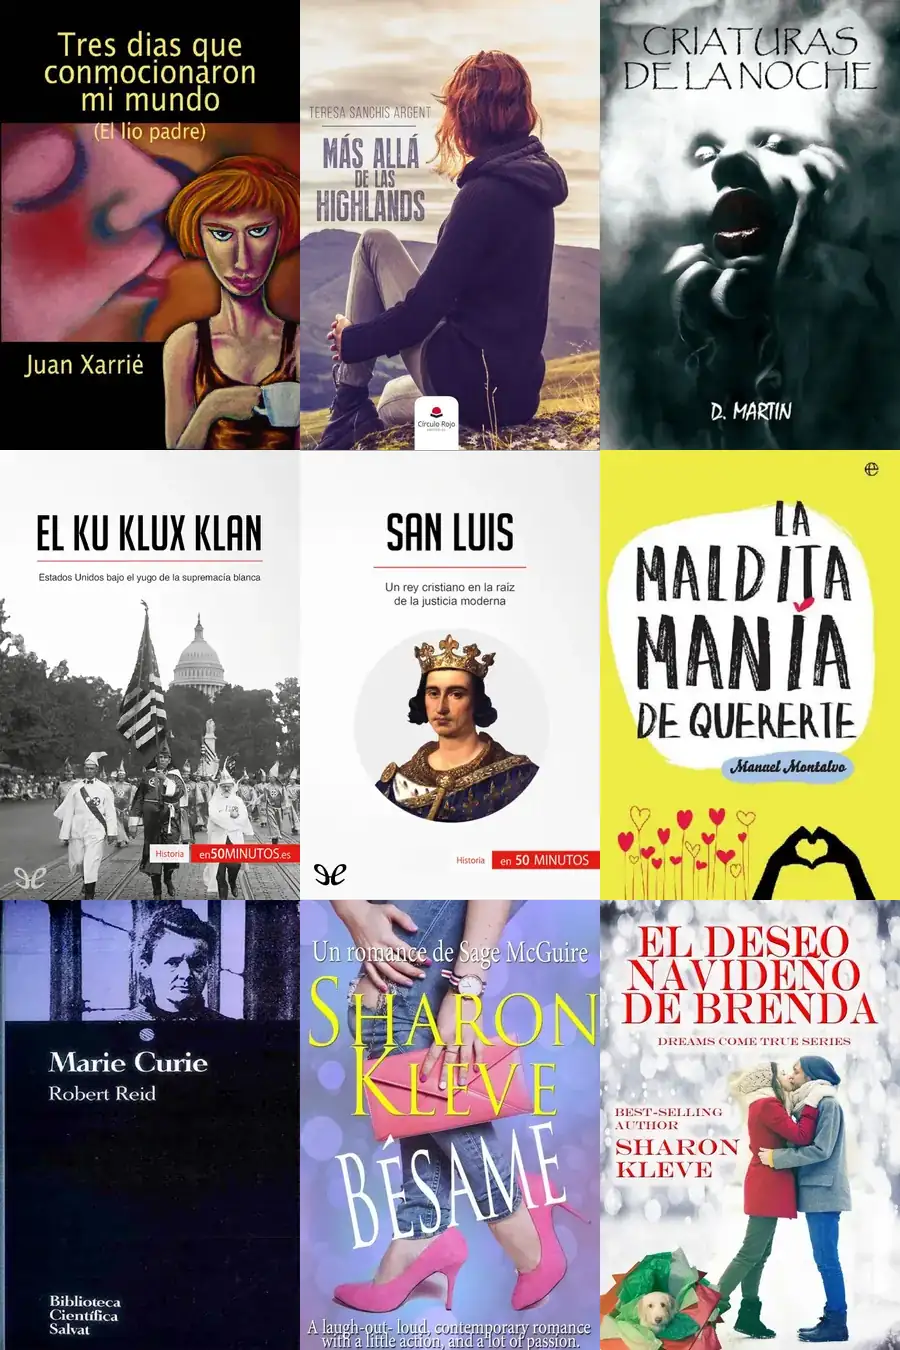 Tres dias que
conmocionaron
mi mundo
(El lio padre)
Juan Xarrié
TERESA SANCHIS ARGENT
MÁS ALLÁ
DE LAS
HIGHLANDS
Círculo Rojo
CRIATURAS
DE LA NOCHE
D. MARTIN
EL KU KLUX KLAN
Estados Unidos bajo el yugo de la supremacía blanca
Historia
en50MINUTOS.es
SAN LUIS
Un rey cristiano en la raíz
de la justicia moderna
Historia
en 50 MINUTOS
LA
MALDITA
MANÍA
DE QUERERTE
Manuel Montalvo
Marie Curie
Robert Reid
Biblioteca
Científica
Salvat
Un romance de Sage McGuire
SHARON
KLEVE
BÉSAME
A laugh-out- loud, contemporary romance
with a little action, and a lot of passion.
EL DESEO
NAVIDEÑO
DE BRENDA
DREAMS COME TRUE SERIES
BEST-SELLING
AUTHOR
SHARON
KLEVE